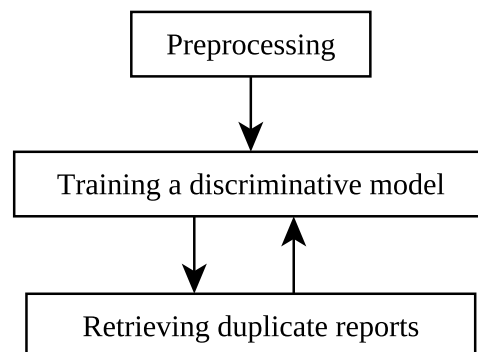 Preprocessing
Training a discriminative model
Retrieving duplicate reports